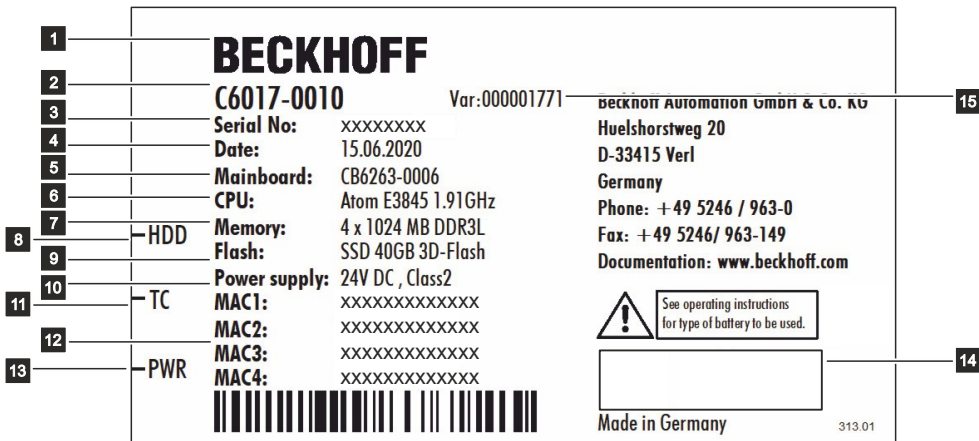 1
2
3
4
5
6
7
8
9
10
11
12
13
14
15
BECKHOFF
C6017-0010 Var:000001771
Serial No: XXXXXXXX
Date: 15.06.2020
Mainboard: CB6263-0006
CPU: Atom E3845 1.91GHz
Memory: 4 x 1024 MB DDR3L
Flash: SSD 40GB 3D-Flash
Power supply: 24V DC , Class2
MAC1: XXXXXXXXXXXXX
MAC2: XXXXXXXXXXXXX
MAC3: XXXXXXXXXXXXX
MAC4: XXXXXXXXXXXXX
HDD
TC
PWR
Beckhoff Automation GmbH & Co. KG
Huelshorstweg 20
D-33415 Verl
Germany
Phone: +49 5246 / 963-0
Fax: +49 5246/ 963-149
Documentation: www.beckhoff.com
See operating instructions
for type of battery to be used.
Made in Germany
313.01